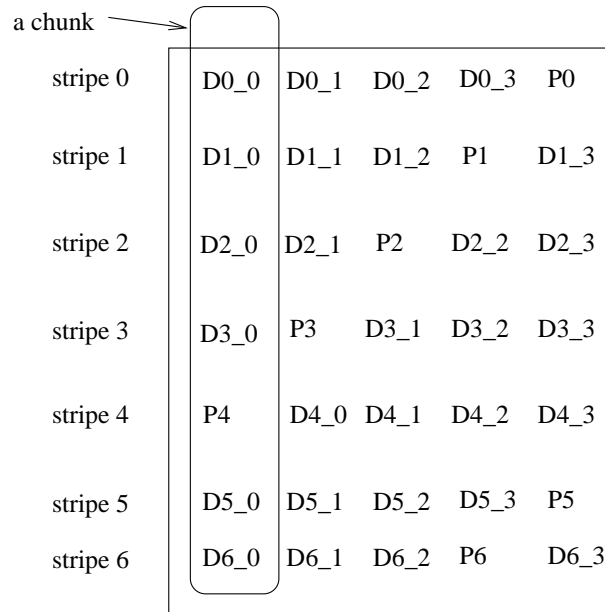 a chunk
stripe 0 D0_0 D0_1 D0_2 D0_3 P0
stripe 1 D1_0 D1_1 D1_2 P1 D1_3
stripe 2 D2_0 D2_1 P2 D2_2 D2_3
stripe 3 D3_0 P3 D3_1 D3_2 D3_3
stripe 4 P4 D4_0 D4_1 D4_2 D4_3
stripe 5 D5_0 D5_1 D5_2 D5_3 P5
stripe 6 D6_0 D6_1 D6_2 P6 D6_3